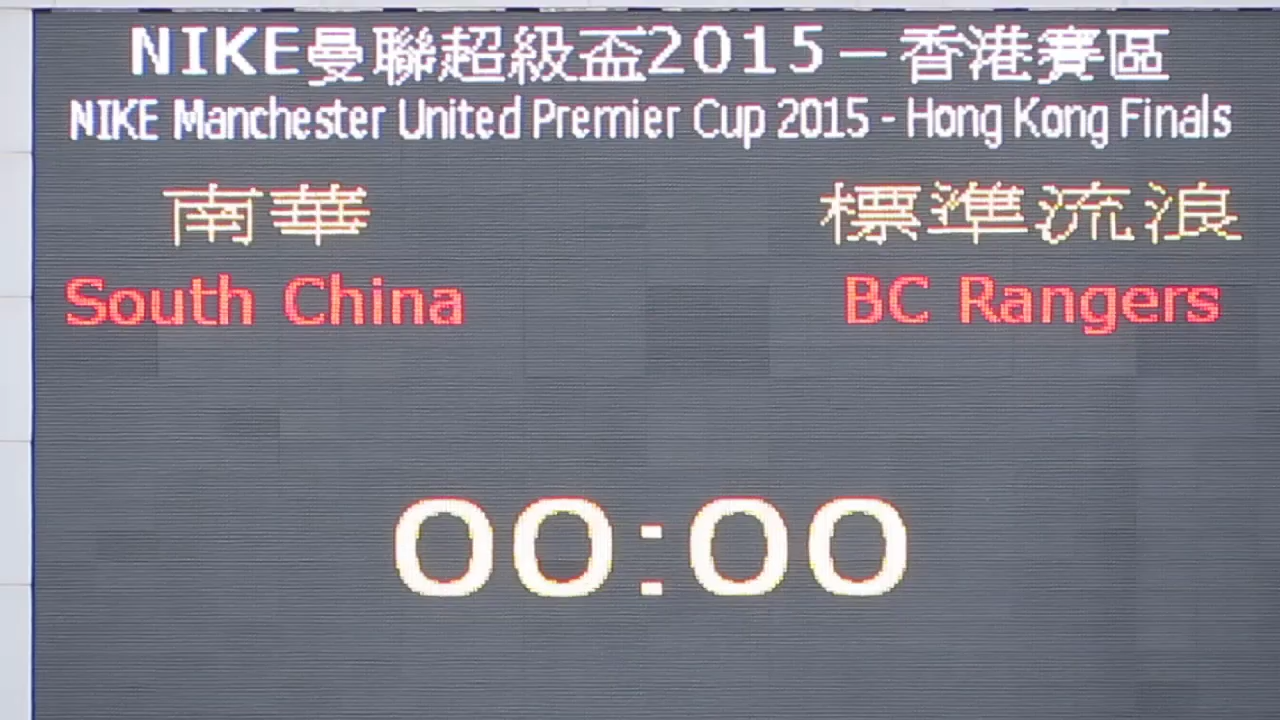 NIKE曼聯超級盃2015－香港賽區
NIKE Manchester United Premier Cup 2015 - Hong Kong Finals
南華 標準流浪
South China BC Rangers
00:00